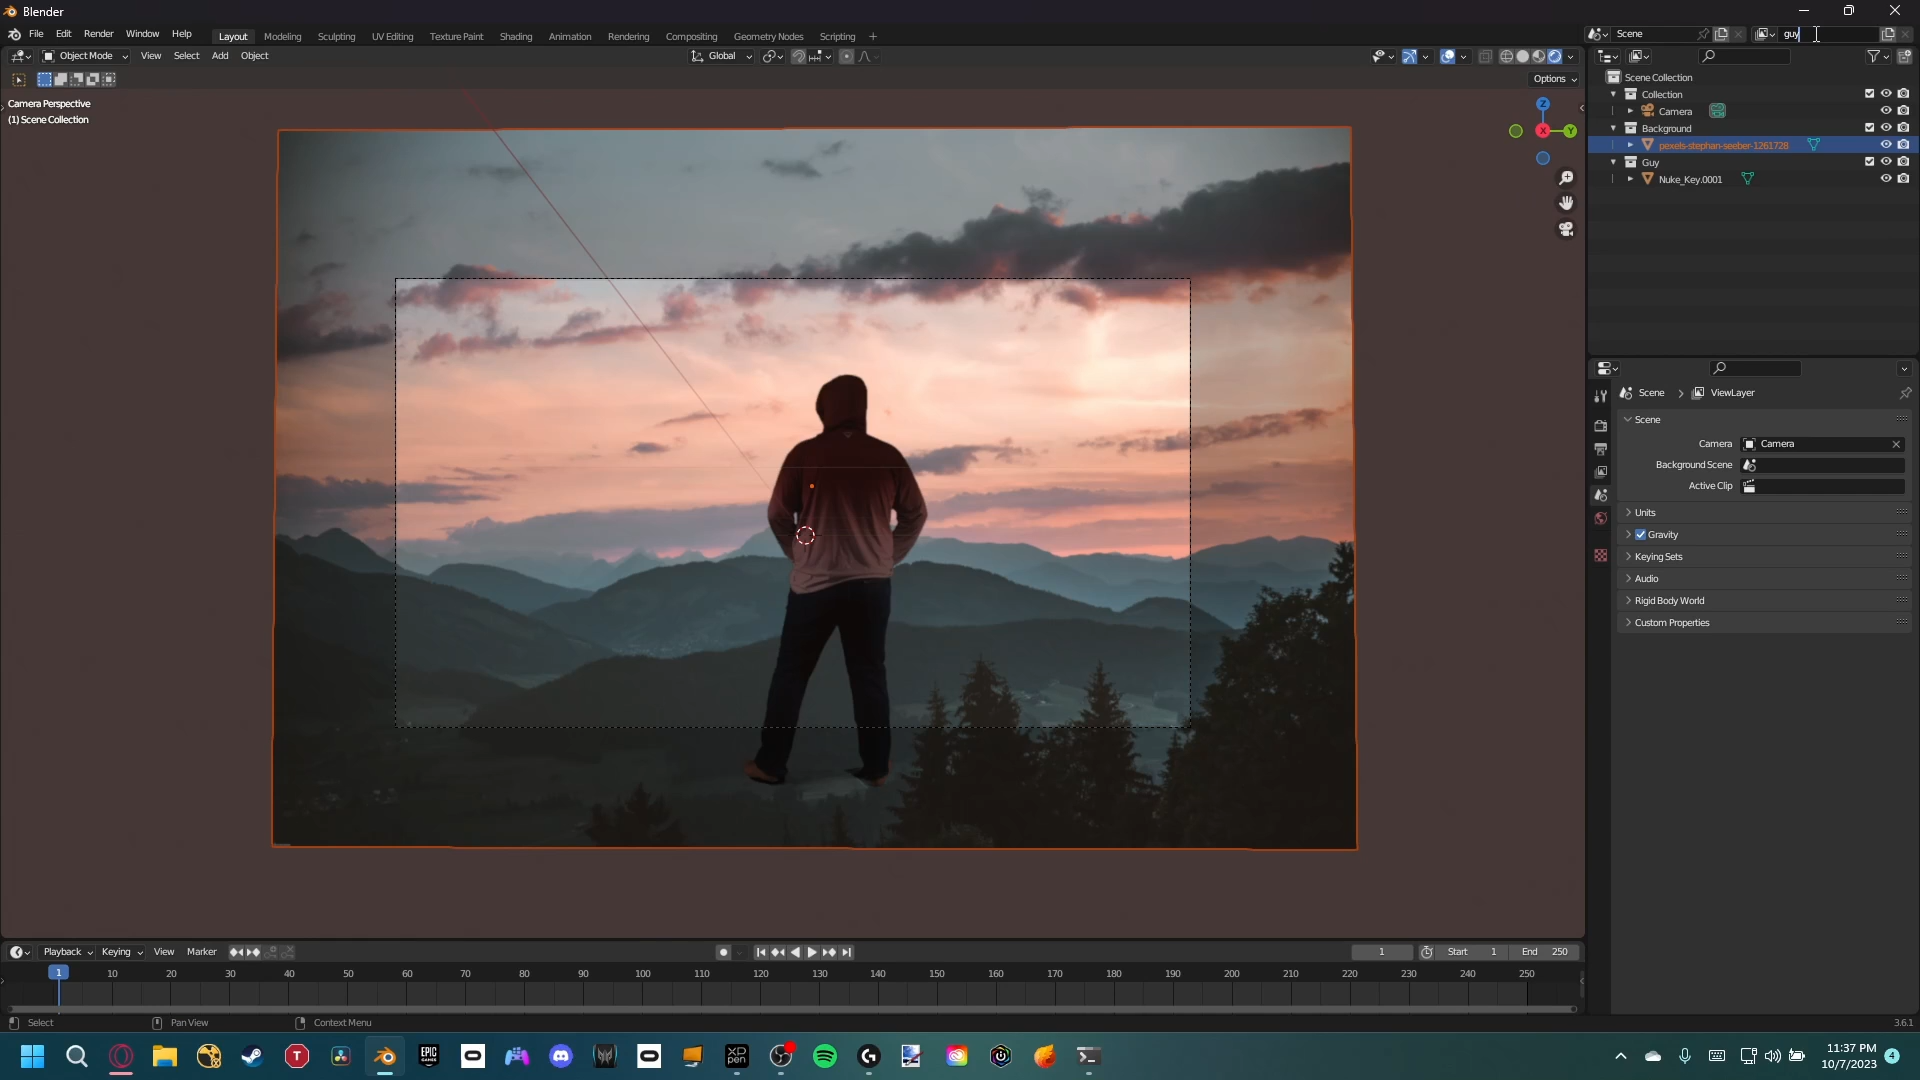 Blender
File Edit Render Window Help Layout Modeling Sculpting UV Editing Texture Paint Shading Animation Rendering Compositing Geometry Nodes Scripting + Scene guy
Object Mode View Select Add Object Global
Options
Camera Perspective
(1) Scene Collection
Z
X
Y
Scene Collection
Collection
Camera
Background
pexels-stephan-seeber-1261728
Guy
Nuke_Key.0001
Scene > ViewLayer
Scene
Camera Camera
Background Scene
Active Clip
Units
Gravity
Keying Sets
Audio
Rigid Body World
Custom Properties
Playback Keying View Marker 1 Start 1 End 250
1 10 20 30 40 50 60 70 80 90 100 110 120 130 140 150 160 170 180 190 200 210 220 230 240 250
Select Pan View Context Menu 3.6.1
T
EPIC GAMES
XP PEN
11:37 PM
10/7/2023
4